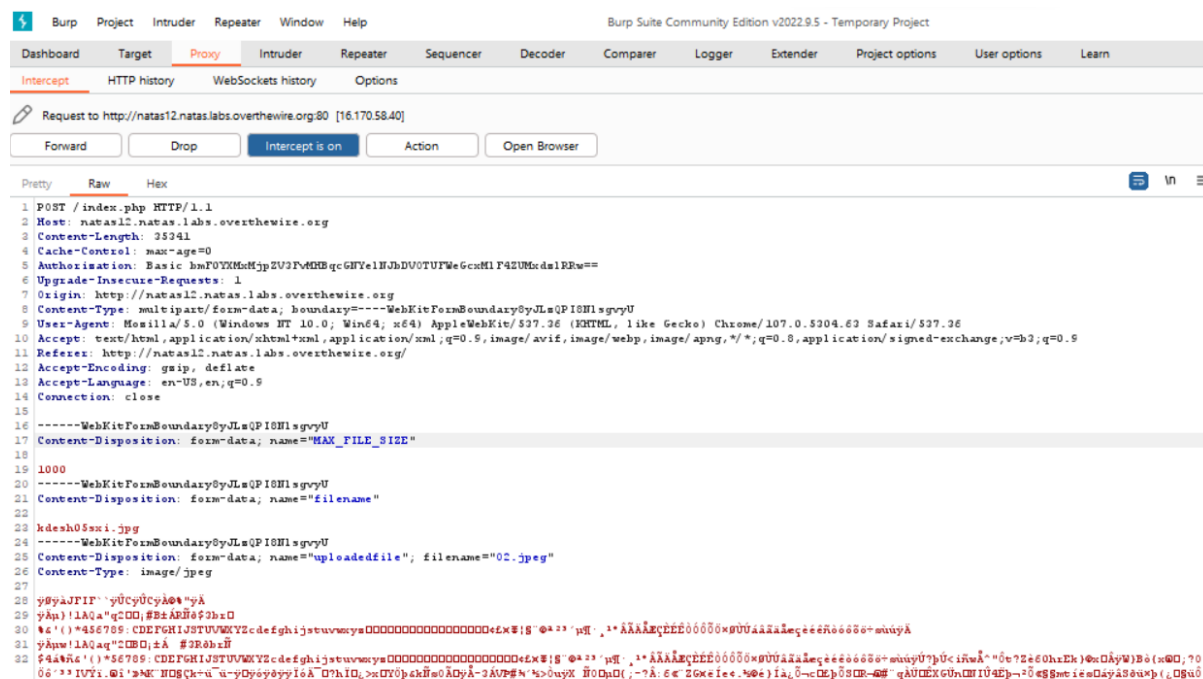 Burp Project Intruder Repeater Window Help Burp Suite Community Edition v2022.9.5 - Temporary Project
Dashboard Target Proxy Intruder Repeater Sequencer Decoder Comparer Logger Extender Project options User options Learn
Intercept HTTP history WebSockets history Options
Request to http://natas12.natas.labs.overthewire.org:80 [16.170.58.40]
Forward Drop Intercept is on Action Open Browser
Pretty Raw Hex \n
1 POST /index.php HTTP/1.1
2 Host: natas12.natas.labs.overthewire.org
3 Content-Length: 35341
4 Cache-Control: max-age=0
5 Authorization: Basic
6 Upgrade-Insecure-Requests: 1
7 Origin: http://natas12.natas.labs.overthewire.org
8 Content-Type: multipart/form-data; boundary=----WebKitFormBoundary8yJLmQPI8NlsgvyU
9 User-Agent: Mozilla/5.0 (Windows NT 10.0; Win64; x64) AppleWebKit/537.36 (KHTML, like Gecko) Chrome/107.0.5304.63 Safari/537.36
10 Accept: text/html,application/xhtml+xml,application/xml;q=0.9,image/avif,image/webp,image/apng,*/*;q=0.8,application/signed-exchange;v=b3;q=0.9
11 Referer: http://natas12.natas.labs.overthewire.org/
12 Accept-Encoding: gzip, deflate
13 Accept-Language: en-US,en;q=0.9
14 Connection: close
15
16 ------WebKitFormBoundary8yJLmQPI8NlsgvyU
17 Content-Disposition: form-data; name="MAX_FILE_SIZE"
18
19 1000
20 ------WebKitFormBoundary8yJLmQPI8NlsgvyU
21 Content-Disposition: form-data; name="filename"
22
23 kdesh05sxi.jpg
24 ------WebKitFormBoundary8yJLmQPI8NlsgvyU
25 Content-Disposition: form-data; name="uploadedfile"; filename="02.jpeg"
26 Content-Type: image/jpeg
27
28
29
30
31
32